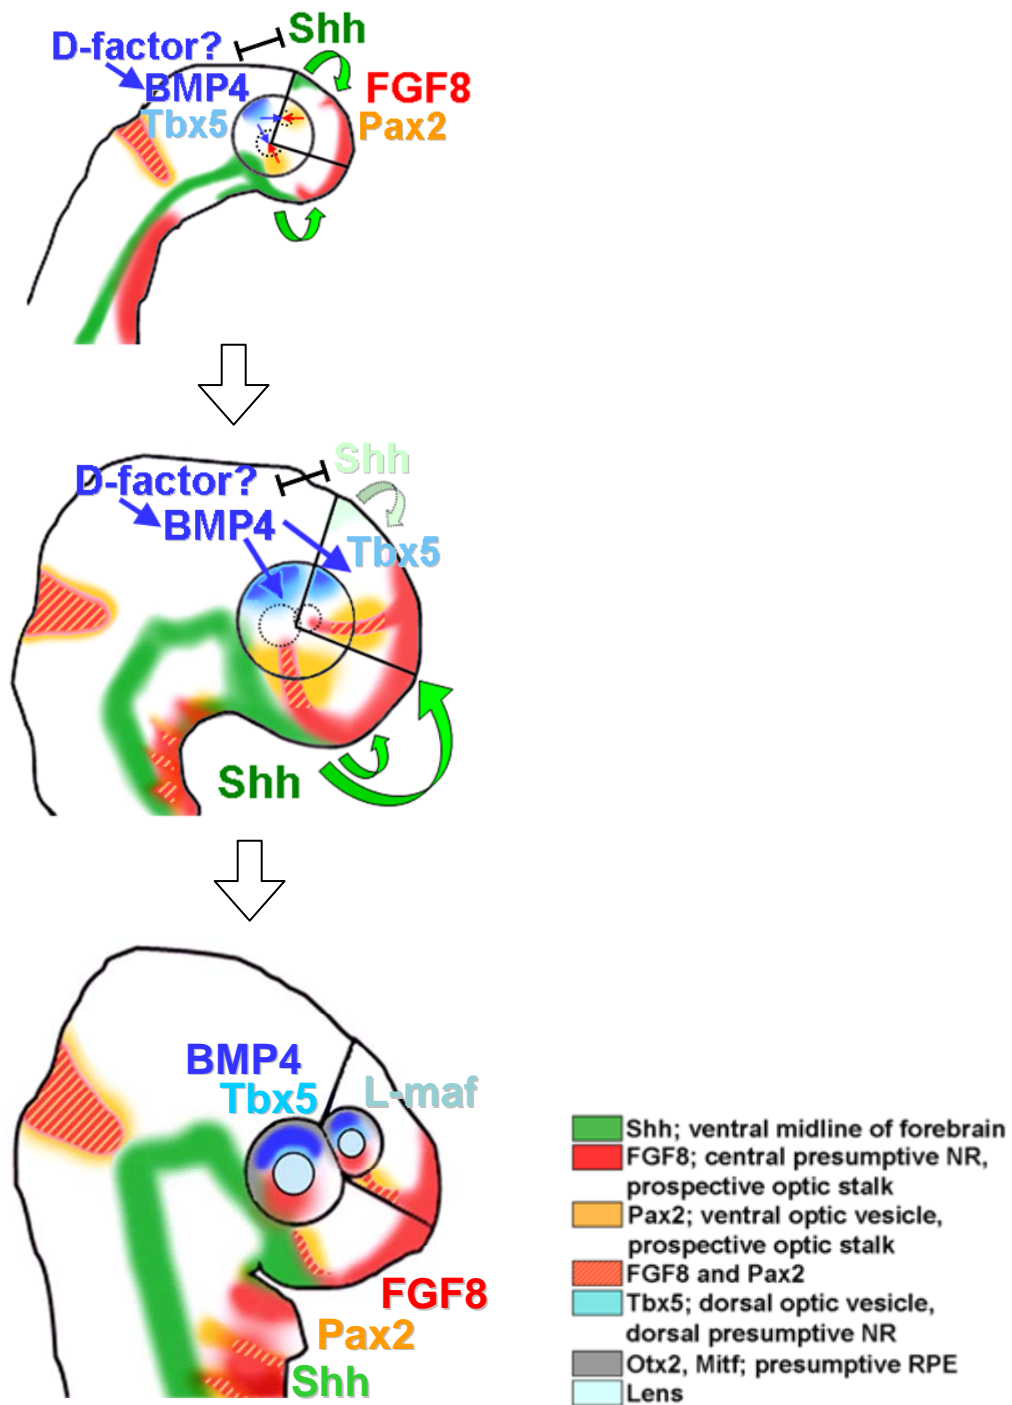 Shh
D-factor?
BMP4
FGF8
Tbx5
Pax2
Shh
D-factor?
BMP4
Tbx5
Shh
BMP4
Tbx5
L-maf
FGF8
Pax2
Shh
Shh; ventral midline of forebrain
FGF8; central presumptive NR,
prospective optic stalk
Pax2; ventral optic vesicle,
prospective optic stalk
FGF8 and Pax2
Tbx5; dorsal optic vesicle,
dorsal presumptive NR
Otx2, Mitf; presumptive RPE
Lens